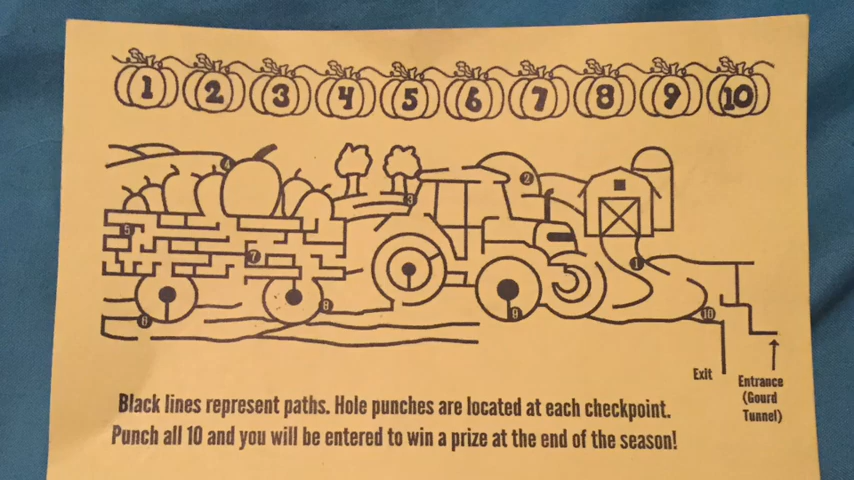 1 2 3 4 5 6 7 8 9 10
4
2
3
5
7
1
8
6
9
10
Exit
Entrance
(Gourd
Tunnel)
Black lines represent paths. Hole punches are located at each checkpoint.
Punch all 10 and you will be entered to win a prize at the end of the season!